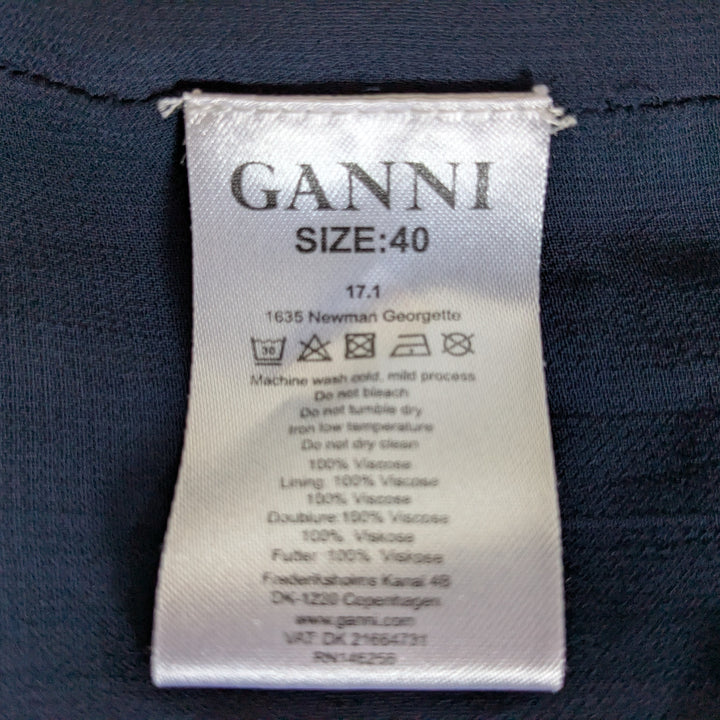 GANNI
SIZE:40
17.1
1635 Newman Georgette
30
Machine wash cold, mild process
Do not bleach
Do not tumble dry
Iron low temperature
Do not dry clean
100% Viscose
Lining: 100% Viscose
100% Viscose
Doublure: 100% Viscose
100% Viskose
Futter 100% Viskose
Frederiksholms Kanal 4B
DK-1220 Copenhagen
www.ganni.com
VAT DK 21664731
RN146256